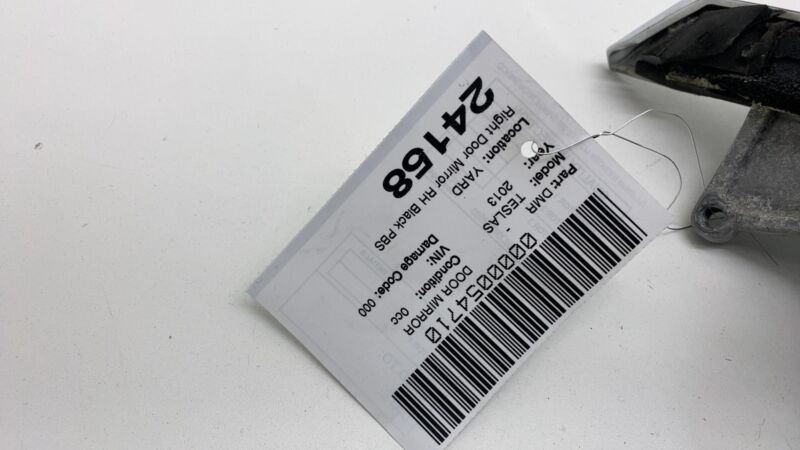 0000054710
Part: DMR - DOOR MIRROR
Model: TESLAS
Year: 2013 Condition: 0cc
VIN:
Location: YARD Damage Code: 000
Right Door Mirror RH Black PBS
24158